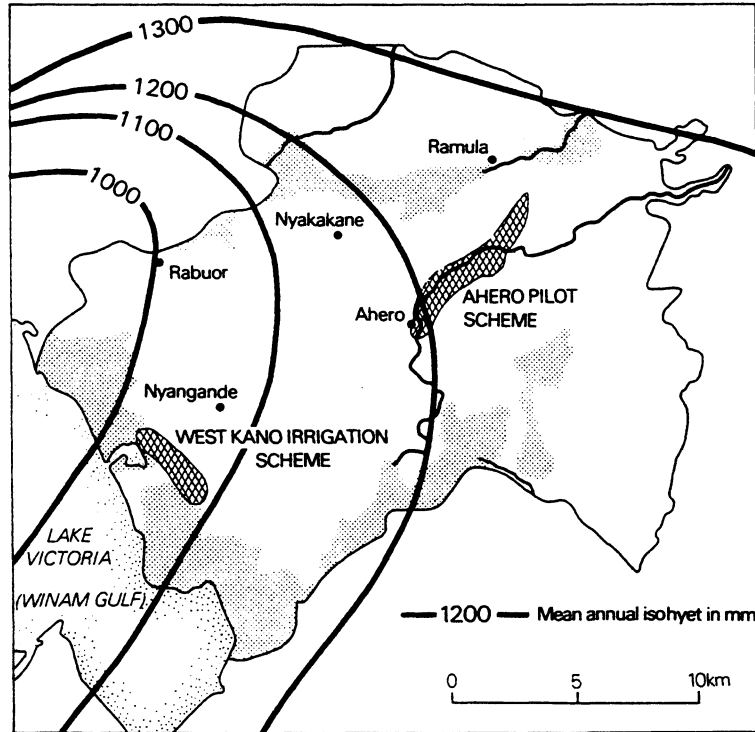 1300
1200
1100
1000
Ramula
Nyakakane
Rabuor
Ahero
AHERO PILOT
SCHEME
Nyangande
WEST KANO IRRIGATION
SCHEME
LAKE
VICTORIA
(WINAM GULF)
1200 Mean annual isohyet in mm
0 5 10km